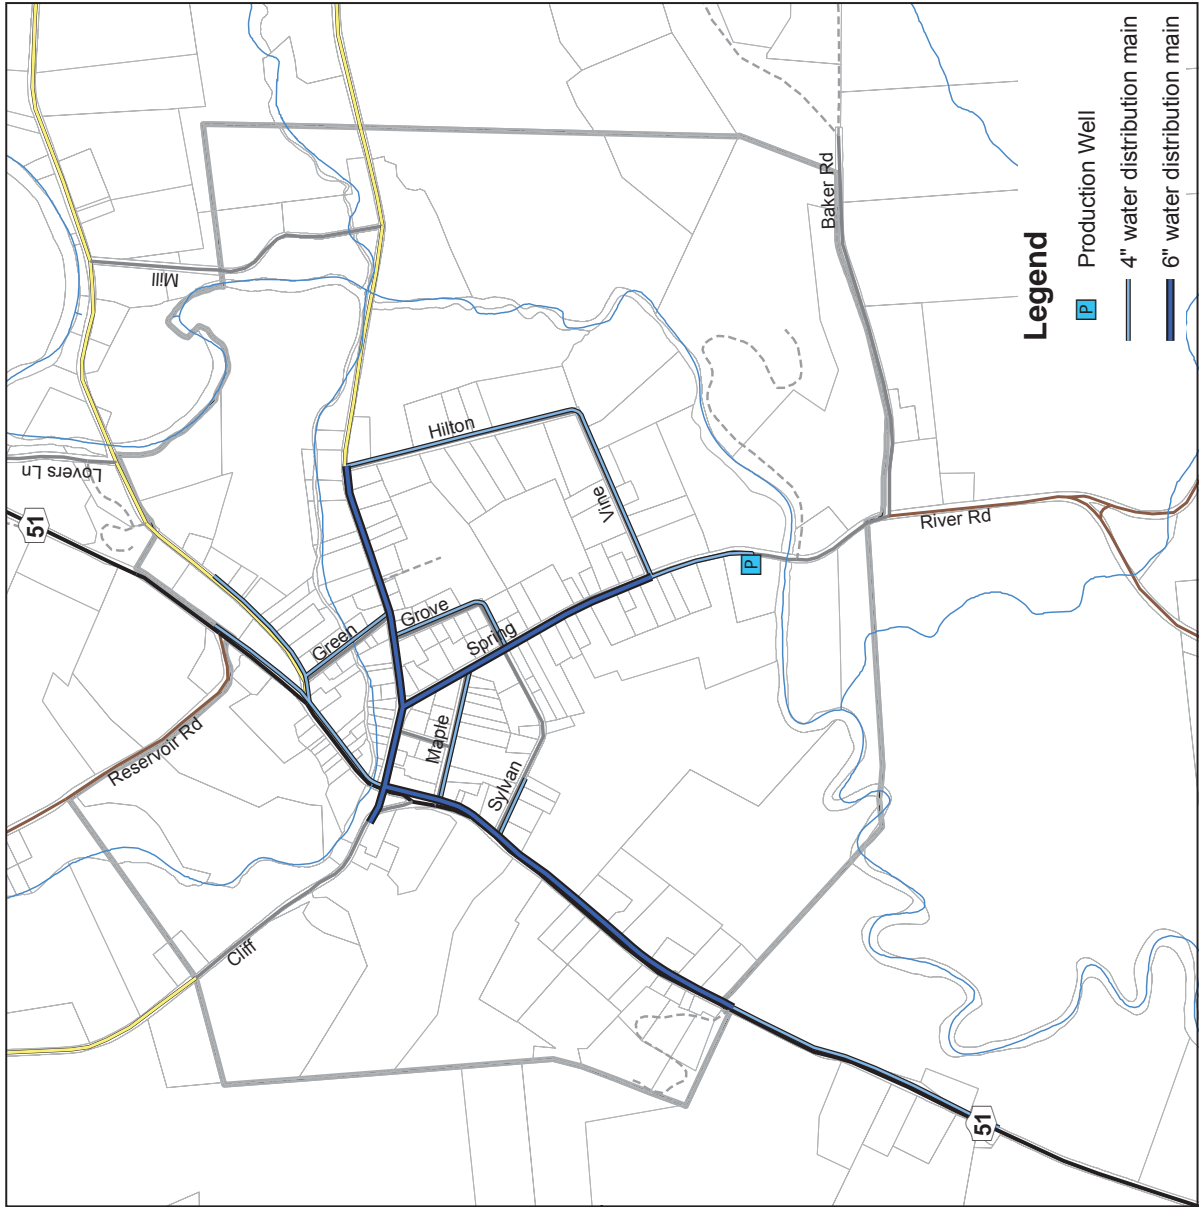 51
Lovers Ln
Mill
Reservoir Rd
Green
Grove
Hilton
Vine
Spring
Maple
Sylvan
Cliff
P
Baker Rd
River Rd
51
Legend
P Production Well
4" water distribution main
6" water distribution main